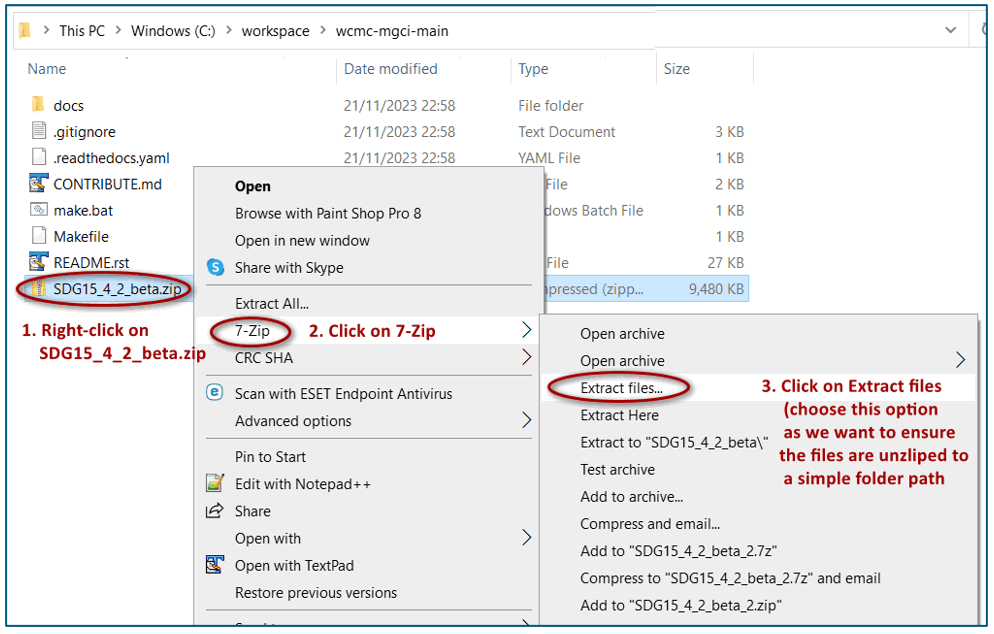 This PC > Windows (C:) > workspace > wcmc-mgci-main
Name Date modified Type Size
docs 21/11/2023 22:58 File folder
.gitignore 21/11/2023 22:58 Text Document 3 KB
.readthedocs.yaml 21/11/2023 22:58 YAML File 1 KB
CONTRIBUTE.md File 2 KB
make.bat dows Batch File 1 KB
Makefile 1 KB
README.rst File 27 KB
SDG15_4_2_beta.zip mpressed (zipp... 9,480 KB
1. Right-click on
SDG15_4_2_beta.zip
Open
Browse with Paint Shop Pro 8
Open in new window
Share with Skype
Extract All...
7-Zip
2. Click on 7-Zip
CRC SHA
Scan with ESET Endpoint Antivirus
Advanced options
Pin to Start
Edit with Notepad++
Share
Open with
Open with TextPad
Restore previous versions
Open archive
Open archive
Extract files...
Extract Here
Extract to "SDG15_4_2_beta\"
Test archive
Add to archive...
Compress and email...
Add to "SDG15_4_2_beta_2.7z"
Compress to "SDG15_4_2_beta_2.7z" and email
Add to "SDG15_4_2_beta_2.zip"
3. Click on Extract files
(choose this option
as we want to ensure
the files are unzliped to
a simple folder path